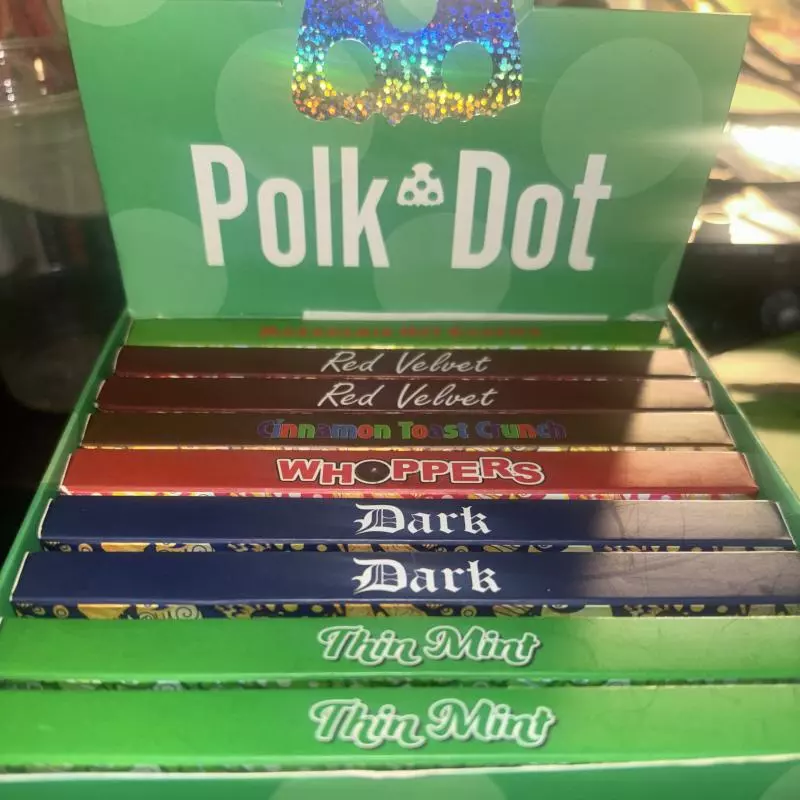 Polk Dot
Red Velvet
Red Velvet
Cinnamon Toast Crunch
WHOPPERS
Dark
Dark
Thin Mint
Thin Mint